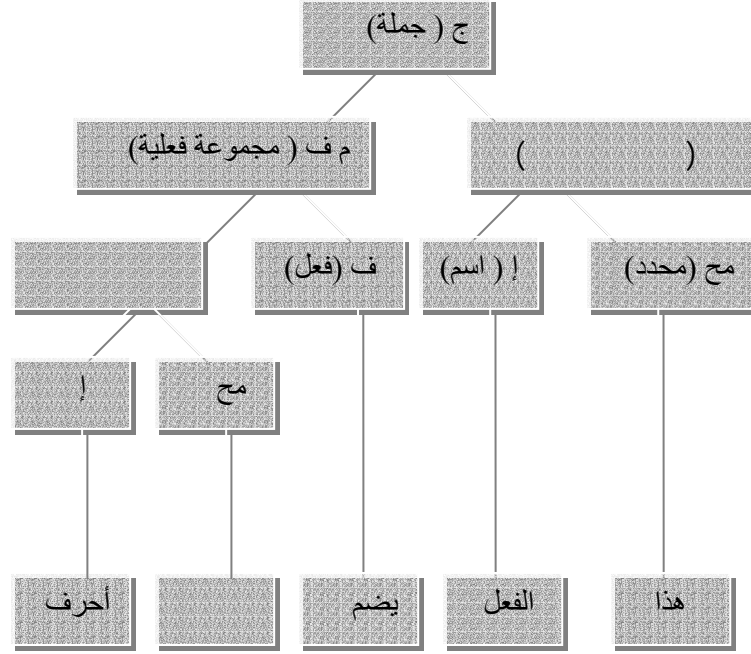 ج ( جملة)
(                    )
م ف ( مجموعة فعلية)
مح (محدد)
إ ( اسم)
ف (فعل)
مح
إ
هذا
الفعل
يضم
أحرف